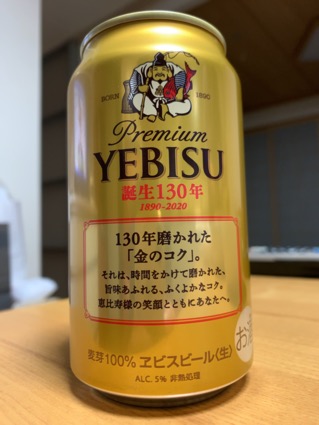 BORN 1890
Premium
YEBISU
誕生130年
1890-2020
130年磨かれた
「金のコク」。
それは、時間をかけて磨かれた、
旨味あふれる、ふくよかなコク。
恵比寿様の笑顔とともにあなたへ。
お
麦芽100% ヱビスビール〈生〉
ALC. 5% 非熱処理